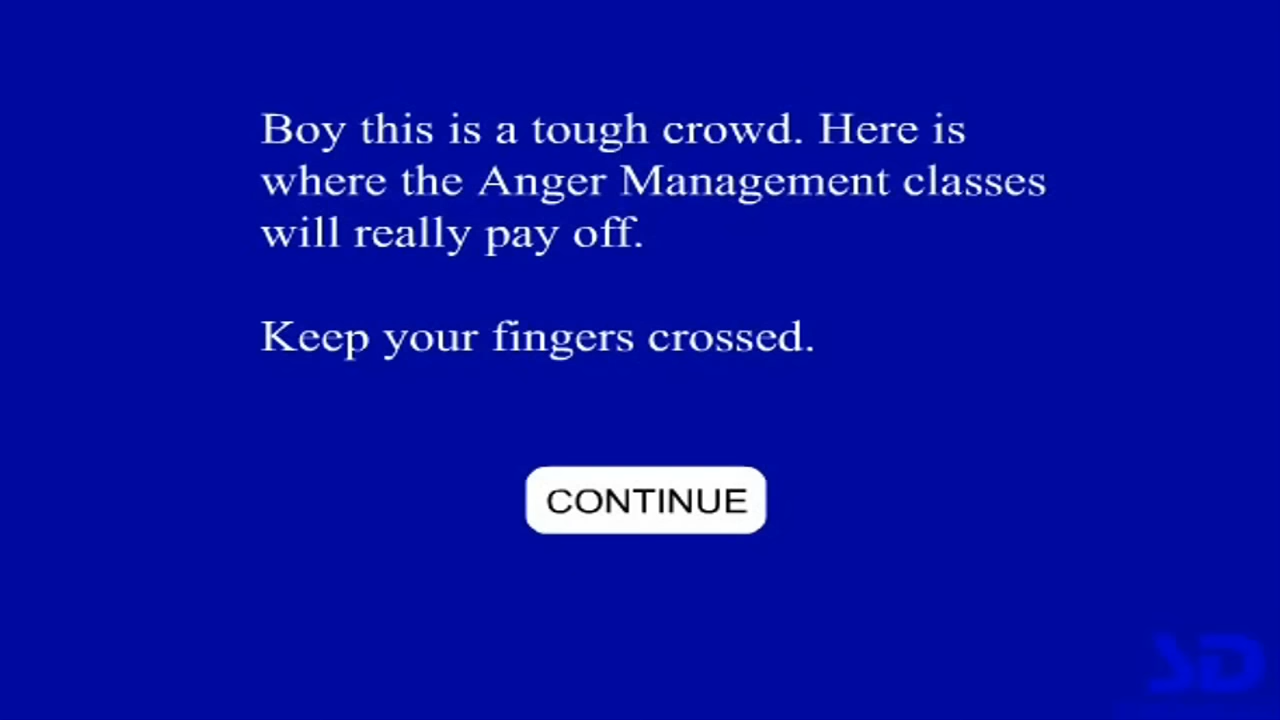 Boy this is a tough crowd. Here is
where the Anger Management classes
will really pay off.
Keep your fingers crossed.
CONTINUE